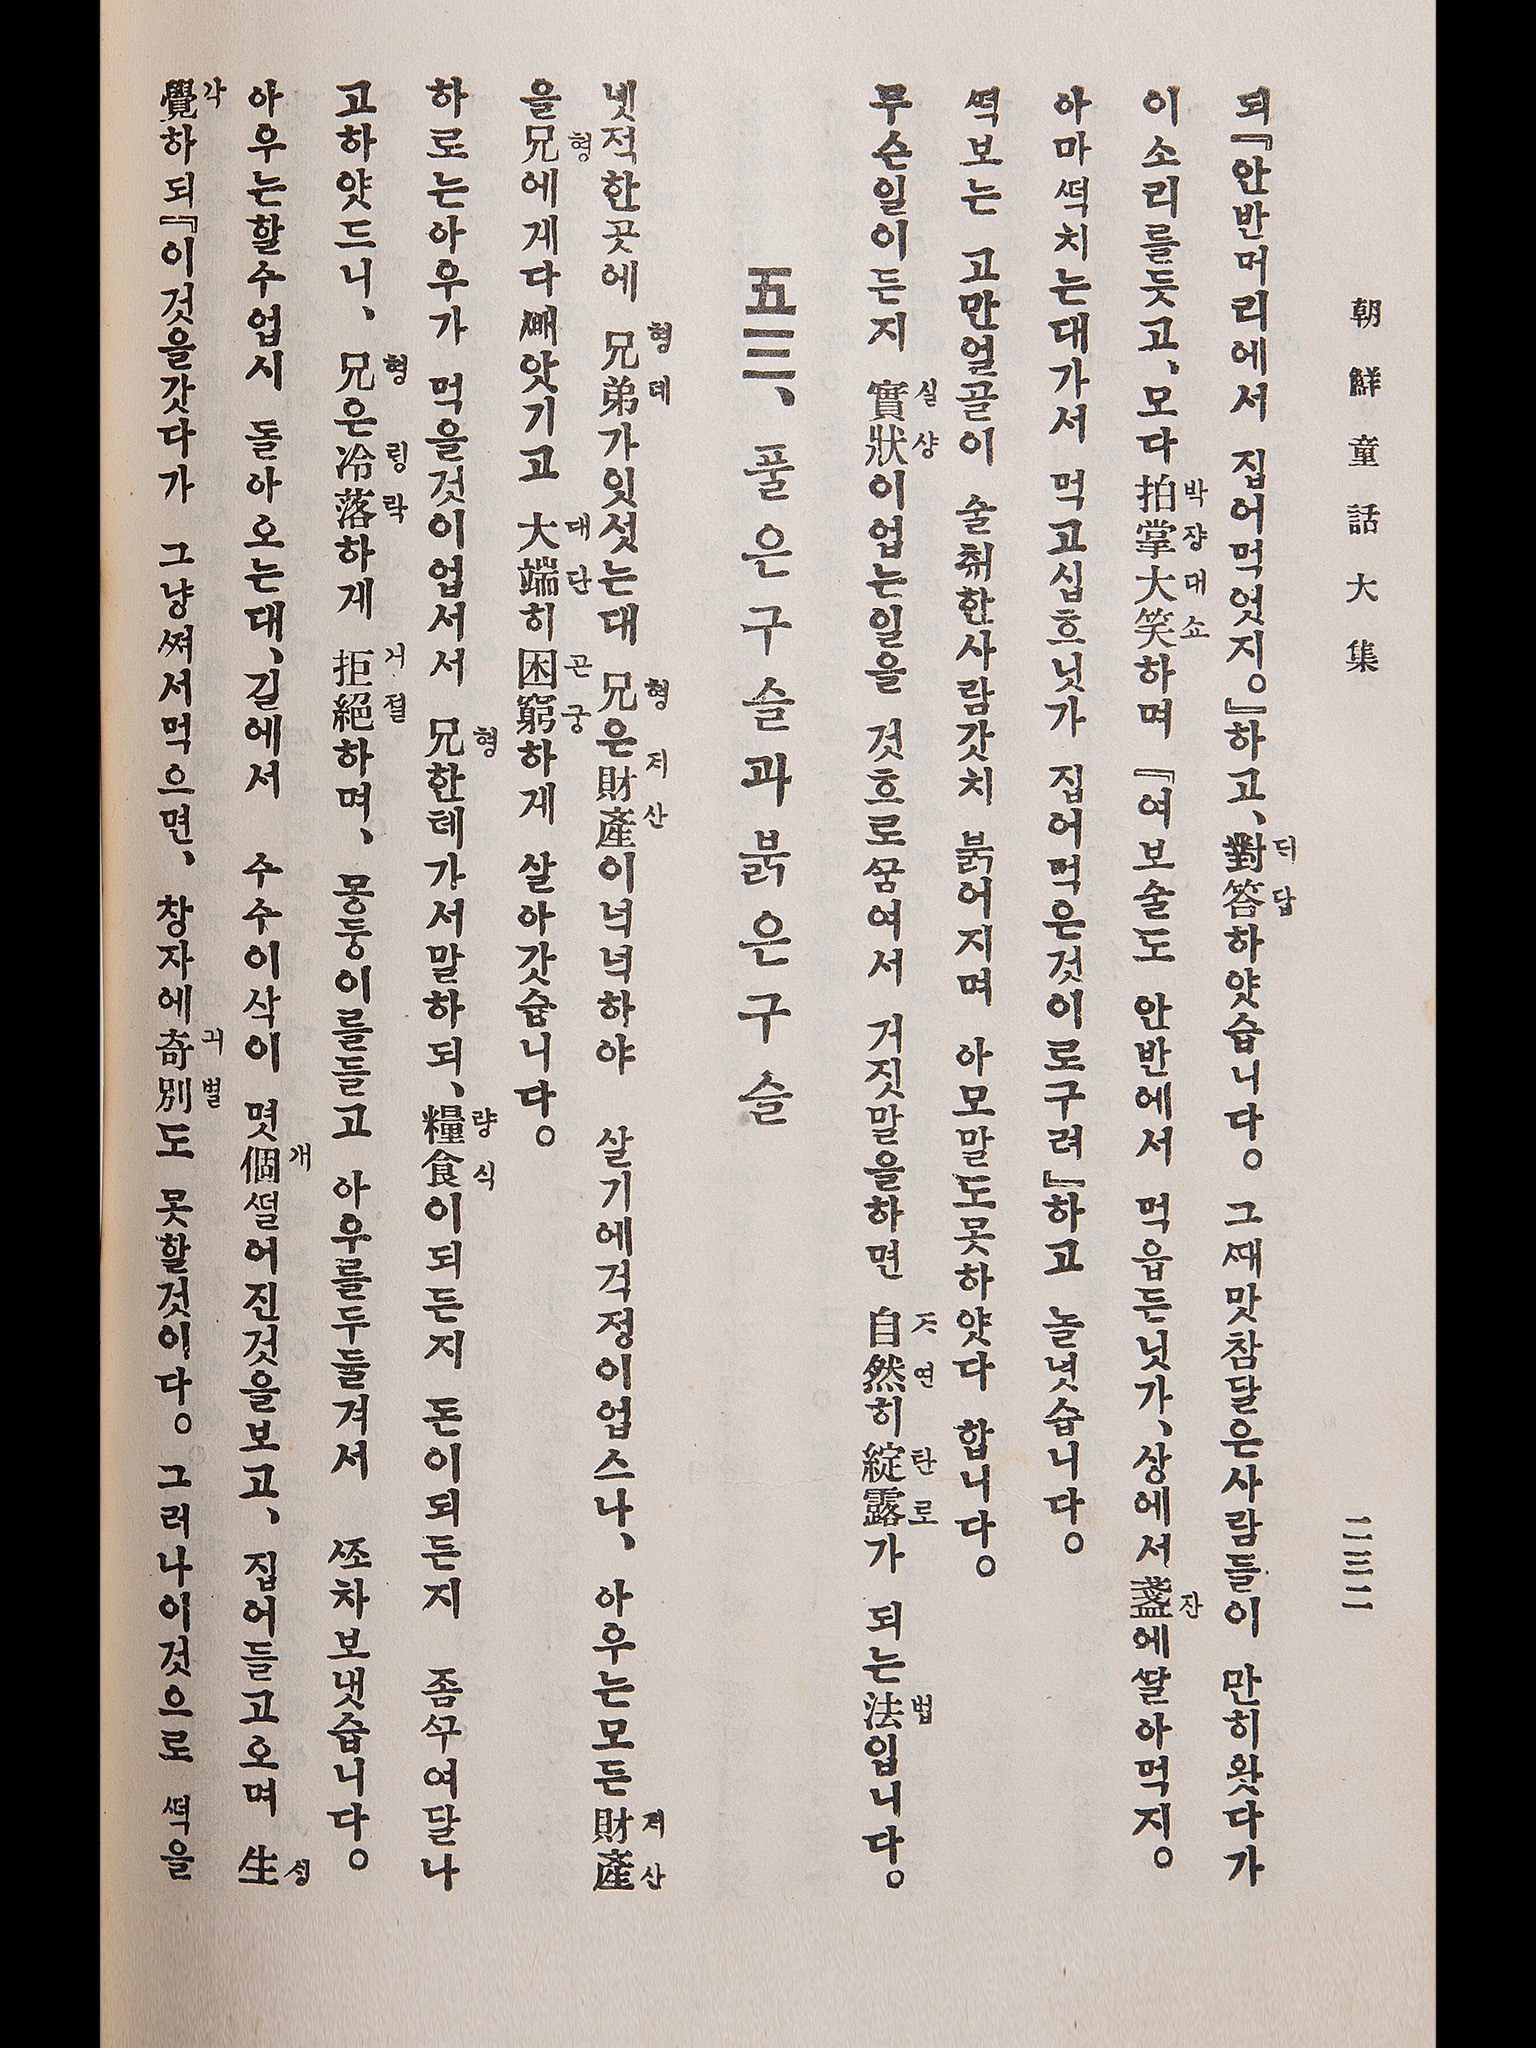 朝鮮童話大集
二三二
되『안반머리에서 집어먹엇지。』하고、對答하얏습니다。 그째맛참달은사람들이 만히왓다가
이소리를듯고、모다拍掌大笑하며 『여보술도 안반에서 먹읍든닛가、상에서盞에쌀아먹지。
아마떡치는대가서 먹고십흐닛가 집어먹은것이로구려』하고 놀녓습니다。
떡보는 고만얼골이 술취한사람갓치 붉어지며 아모말도못하얏다 합니다。
무슨일이든지 實狀이업는일을 것흐로꿈여서 거짓말을하면 自然히綻露가 되는法입니다。
五三、풀은구슬과붉은구슬
넷적한곳에 兄弟가잇섯는대 兄은財産이넉넉하야 살기에걱정이업스나、아우는모든財産
을兄에게다빼앗기고 大端히困窮하게 살아갓습니다。
하로는아우가 먹을것이업서서 兄한테가서말하되、糧食이되든지 돈이되든지 좀쑤여달나
고하얏드니、兄은冷落하게 拒絕하며、몽둥이를들고 아우를두둘겨서 쪼차보냇습니다。
아우는할수업시 돌아오는대、길에서 수수이삭이 몃個떨어진것을보고、집어들고오며 生
覺하되『이것을갓다가 그냥쪄서먹으면、창자에奇別도 못할것이다。그러나이것으로 떡을